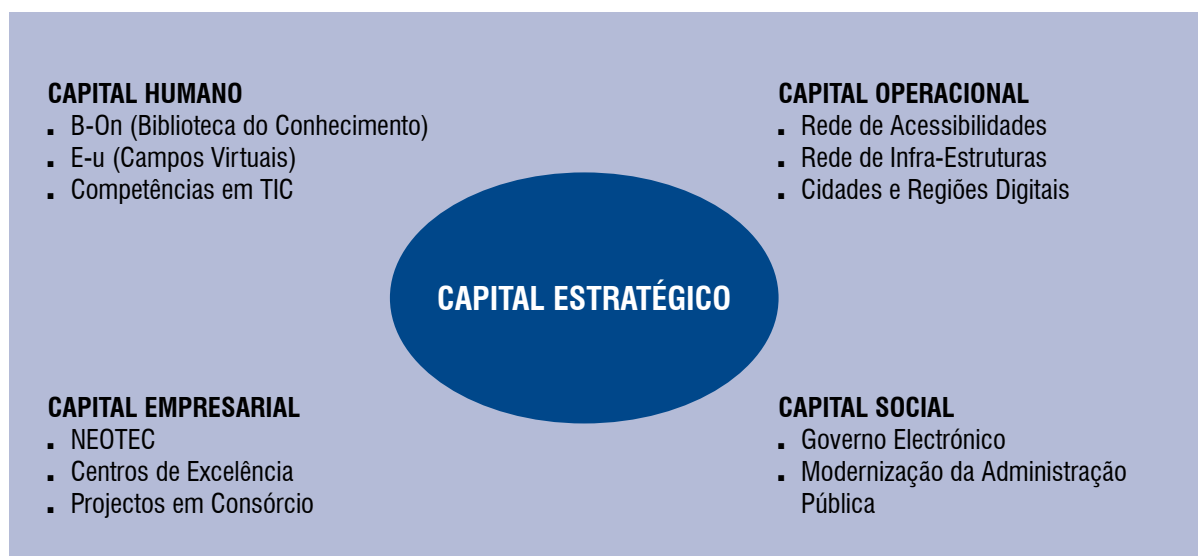 CAPITAL HUMANO
▪ B-On (Biblioteca do Conhecimento)
▪ E-u (Campos Virtuais)
▪ Competências em TIC
CAPITAL OPERACIONAL
▪ Rede de Acessibilidades
▪ Rede de Infra-Estruturas
▪ Cidades e Regiões Digitais
CAPITAL ESTRATÉGICO
CAPITAL EMPRESARIAL
▪ NEOTEC
▪ Centros de Excelência
▪ Projectos em Consórcio
CAPITAL SOCIAL
▪ Governo Electrónico
▪ Modernização da Administração
Pública